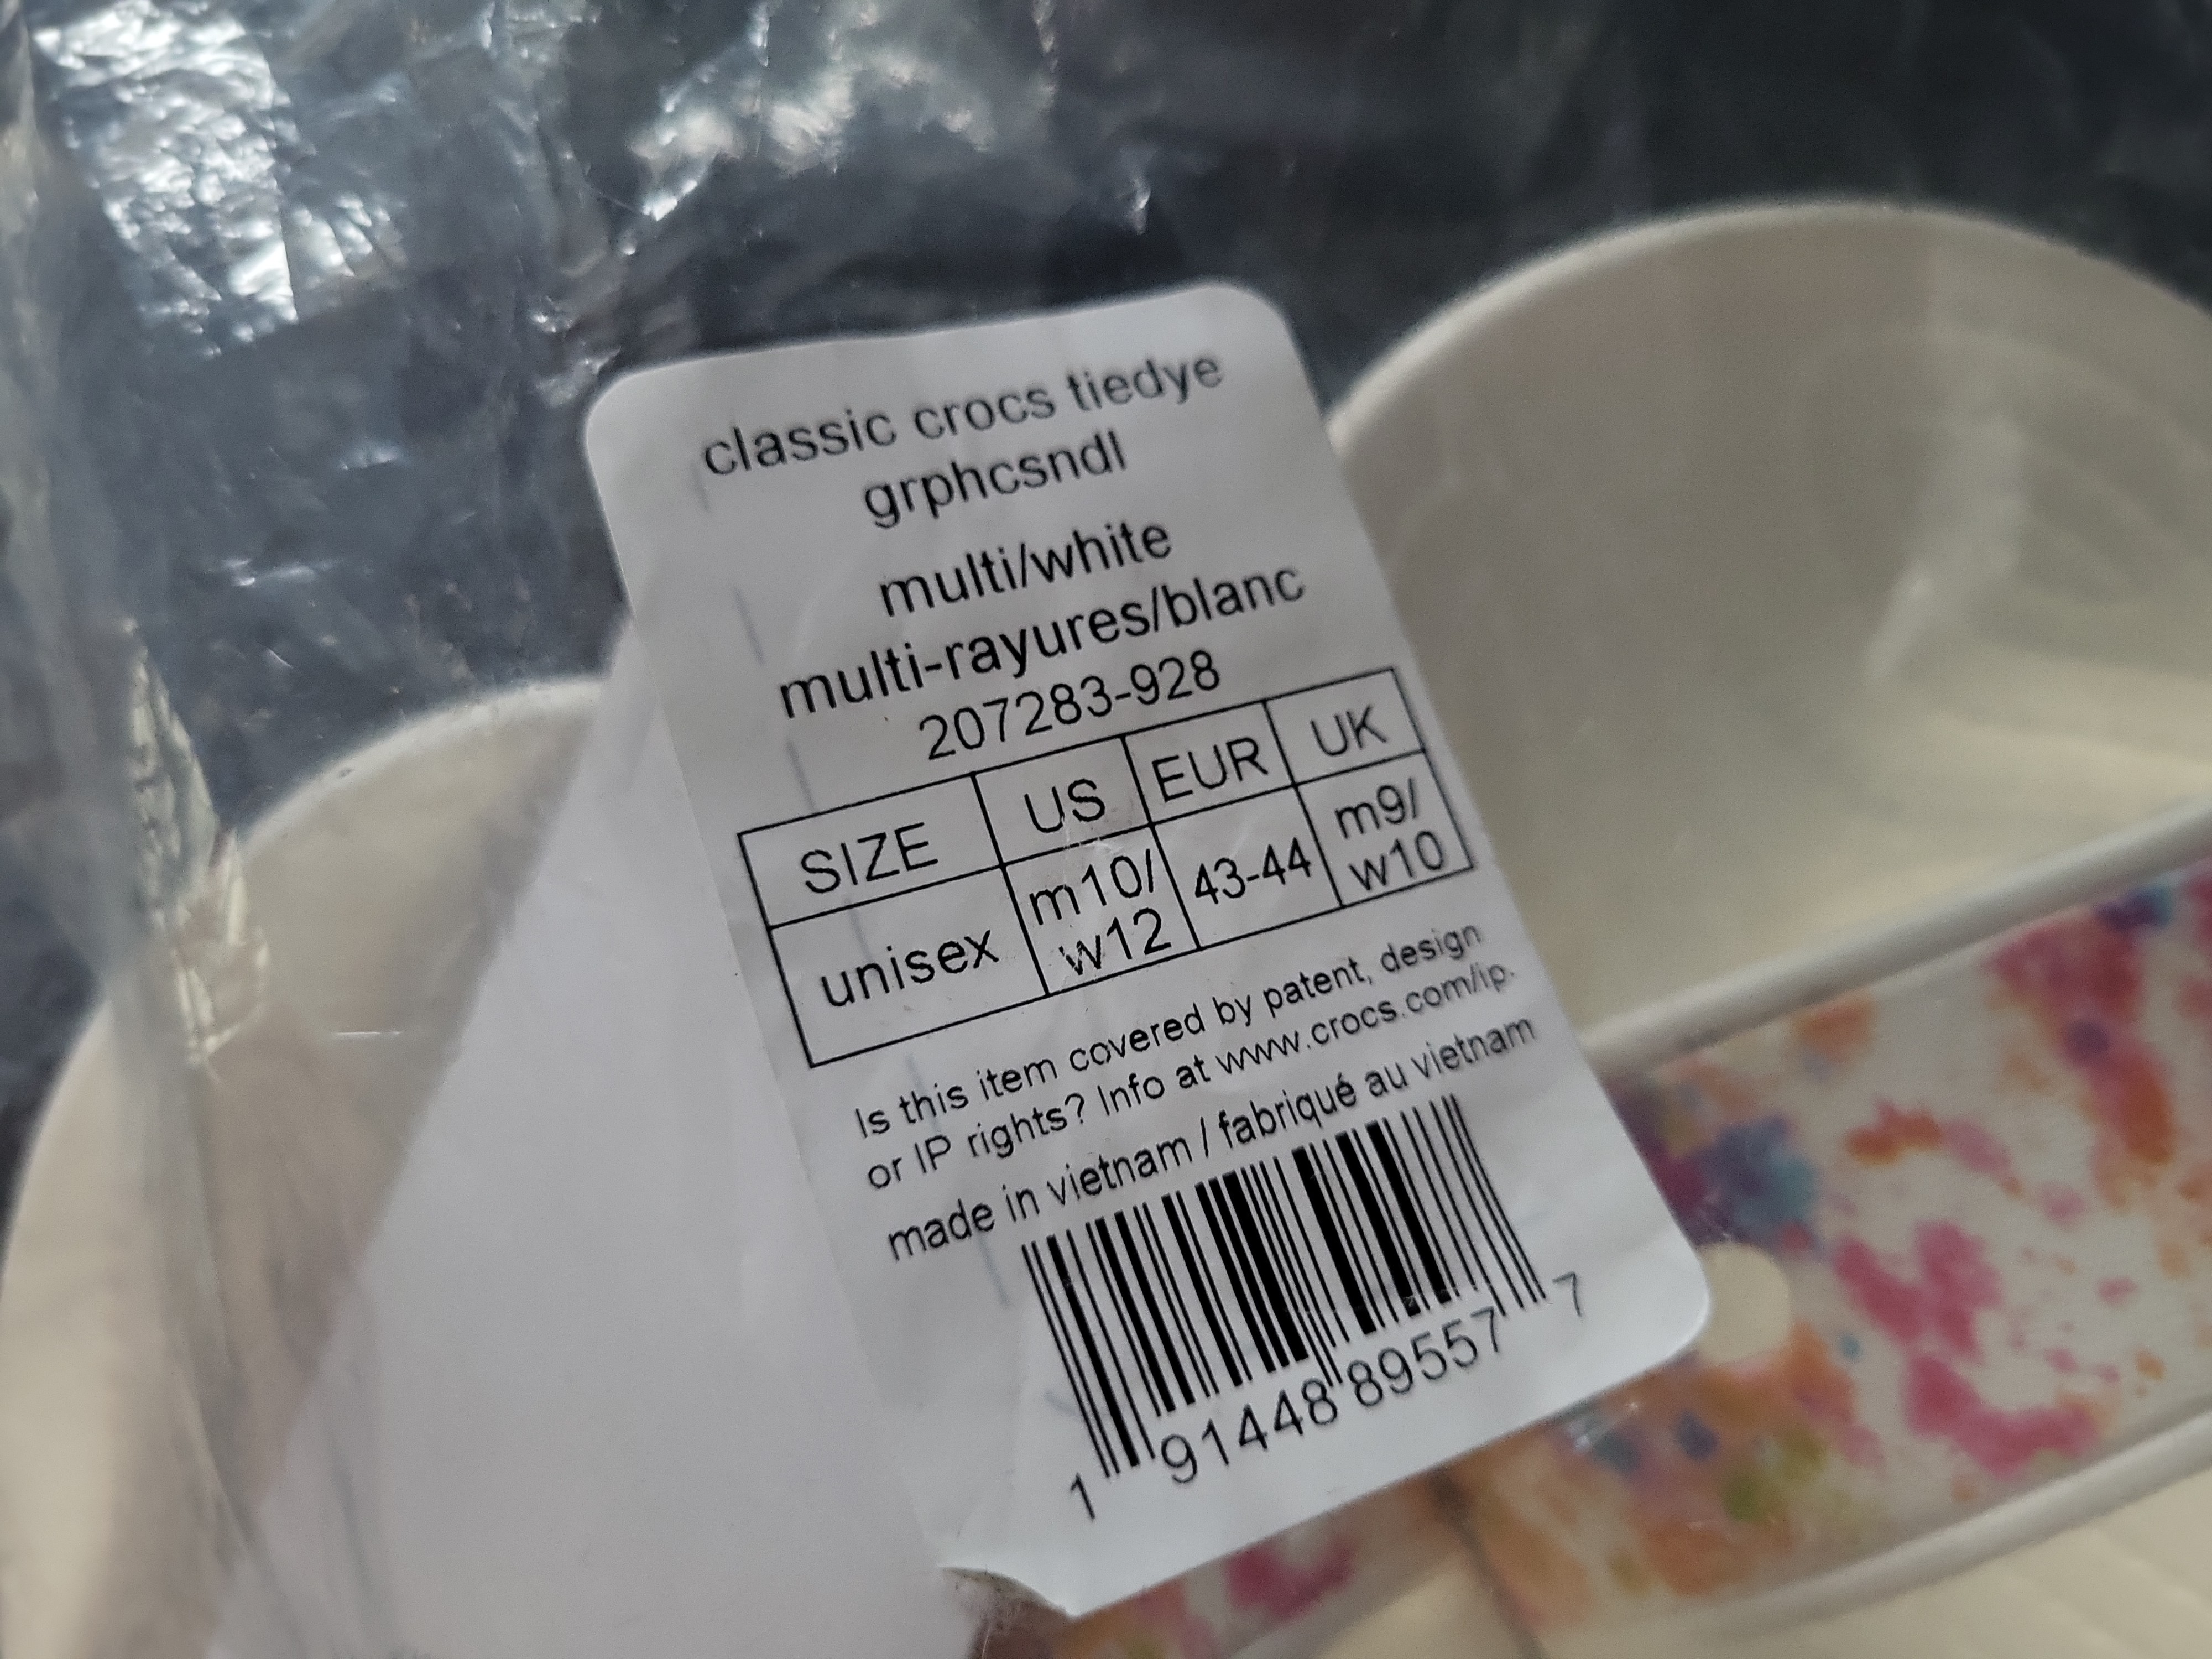 classic crocs tiedye
grphcsndl
multi/white
multi-rayures/blanc
207283-928
SIZE US EUR UK
unisex m10/ w12 43-44 m9/ w10
Is this item covered by patent, design
or IP rights? Info at www.crocs.com/ip.
made in vietnam / fabriqué au vietnam
1 91448 89557 7